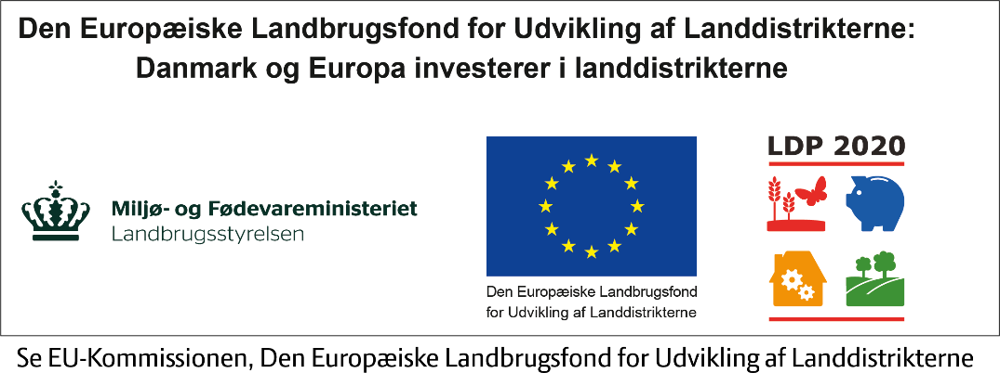 Den Europæiske Landbrugsfond for Udvikling af Landdistrikterne:
Danmark og Europa investerer i landdistrikterne
Miljø- og Fødevareministeriet
Landbrugsstyrelsen
Den Europæiske Landbrugsfond
for Udvikling af Landdistrikterne
LDP 2020
Se EU-Kommissionen, Den Europæiske Landbrugsfond for Udvikling af Landdistrikterne